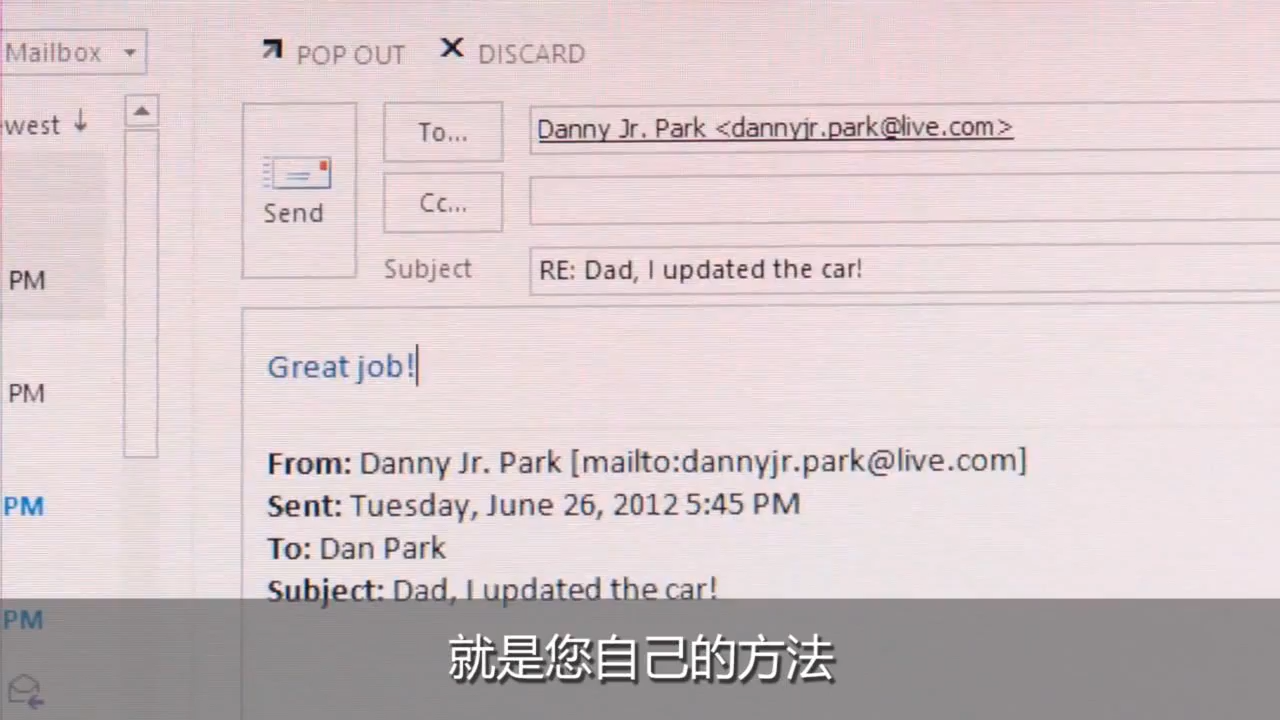 Mailbox
POP OUT
DISCARD
west ↓
To...
Danny Jr. Park <dannyjr.park@live.com>
Send
Cc...
Subject
RE: Dad, I updated the car!
PM
Great job!
PM
From: Danny Jr. Park [mailto:dannyjr.park@live.com]
Sent: Tuesday, June 26, 2012 5:45 PM
PM
To: Dan Park
Subject: Dad, I updated the car!
PM
就是您自己的方法